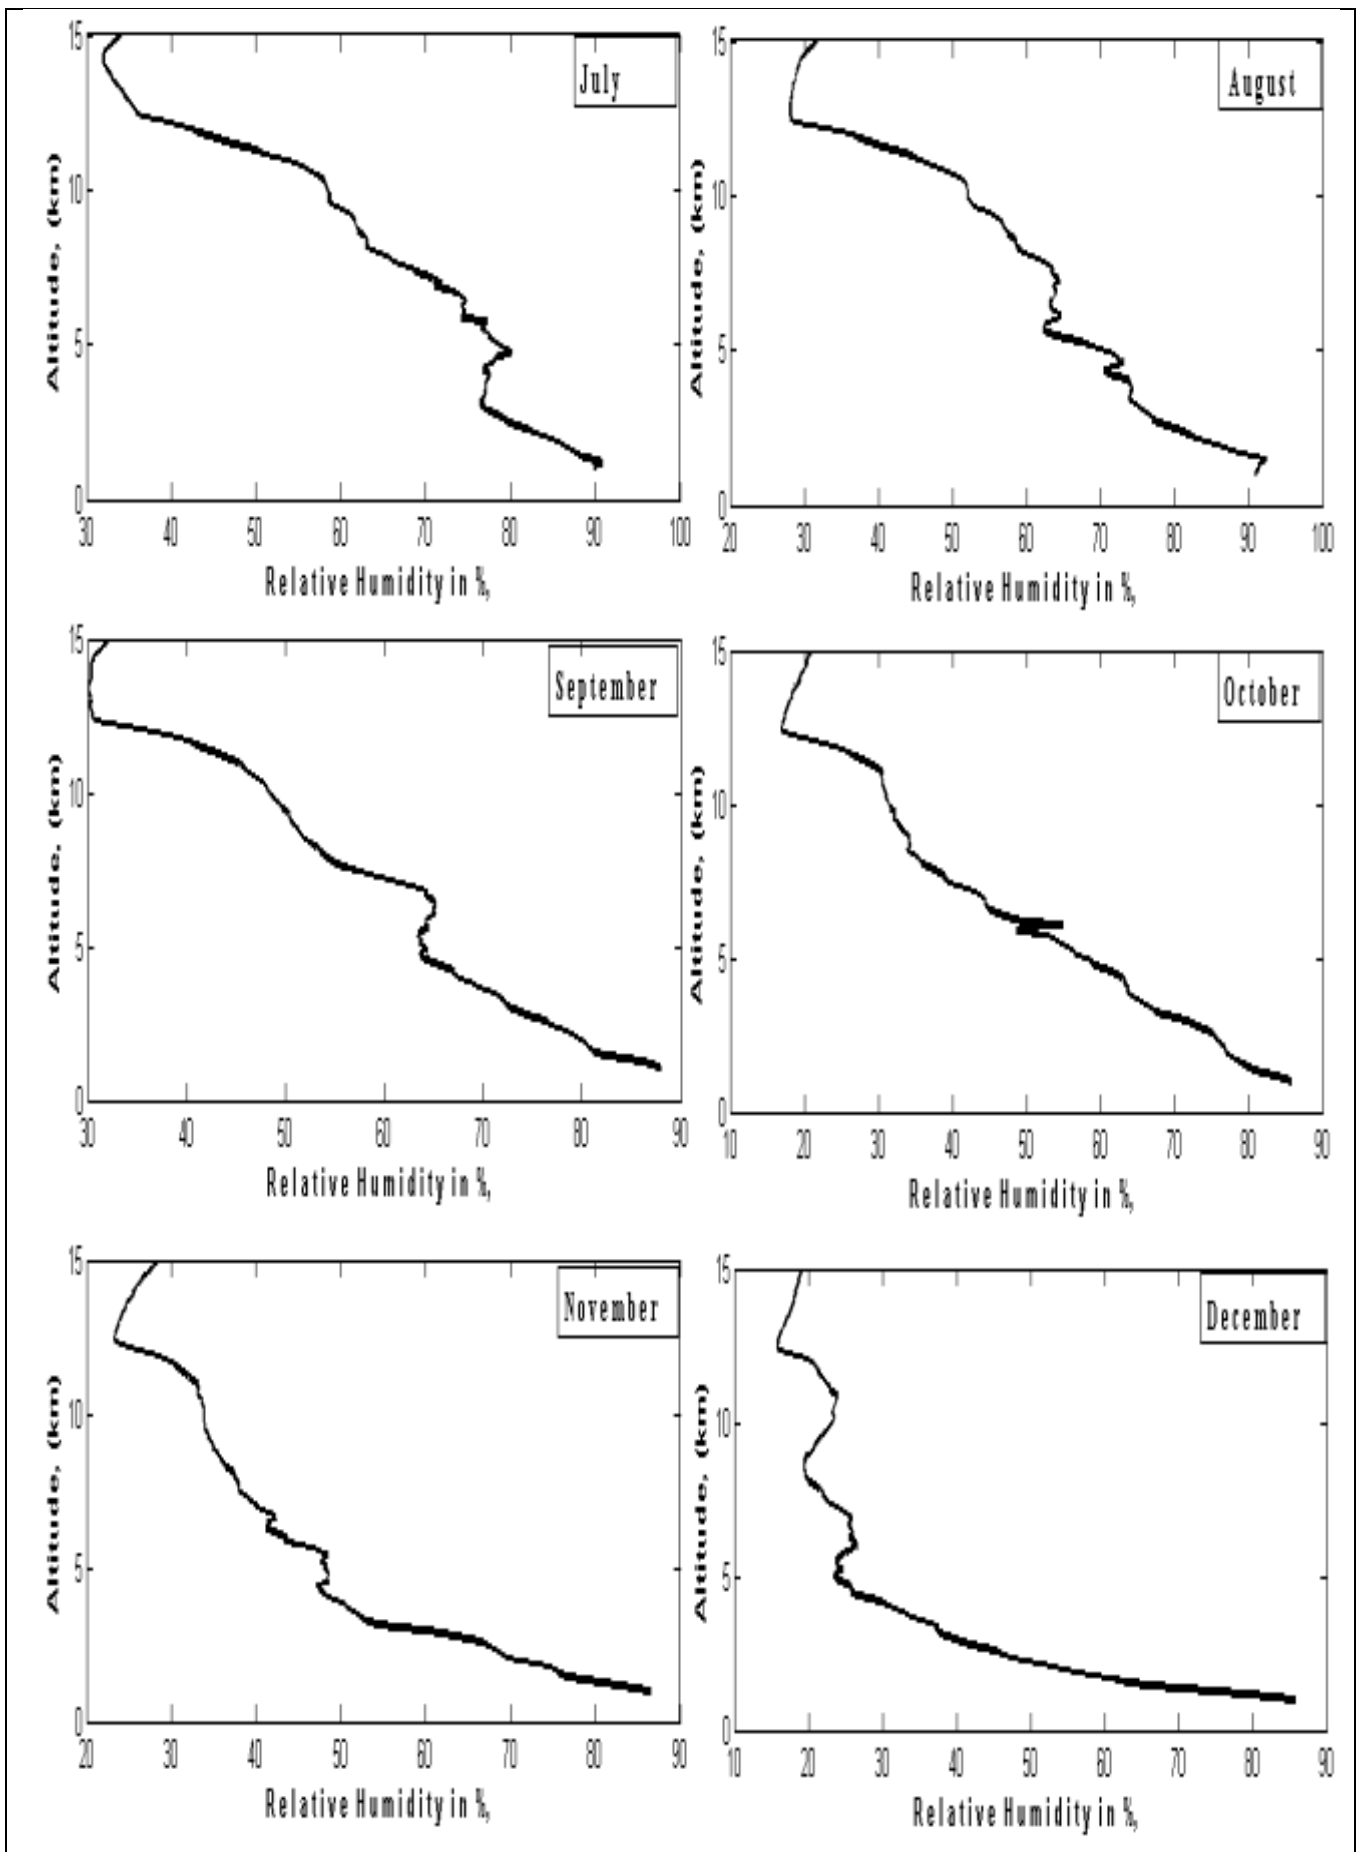 July
15
10
5
0
Altitude, (km)
30 40 50 60 70 80 90 100
Relative Humidity in %,
August
15
10
5
0
Altitude, (km)
20 30 40 50 60 70 80 90 100
Relative Humidity in %,
September
15
10
5
0
Altitude, (km)
30 40 50 60 70 80 90
Relative Humidity in %,
October
15
10
5
0
Altitude, (km)
10 20 30 40 50 60 70 80 90
Relative Humidity in %,
November
15
10
5
0
Altitude, (km)
20 30 40 50 60 70 80 90
Relative Humidity in %,
December
15
10
5
0
Altitude, (km)
10 20 30 40 50 60 70 80 90
Relative Humidity in %,